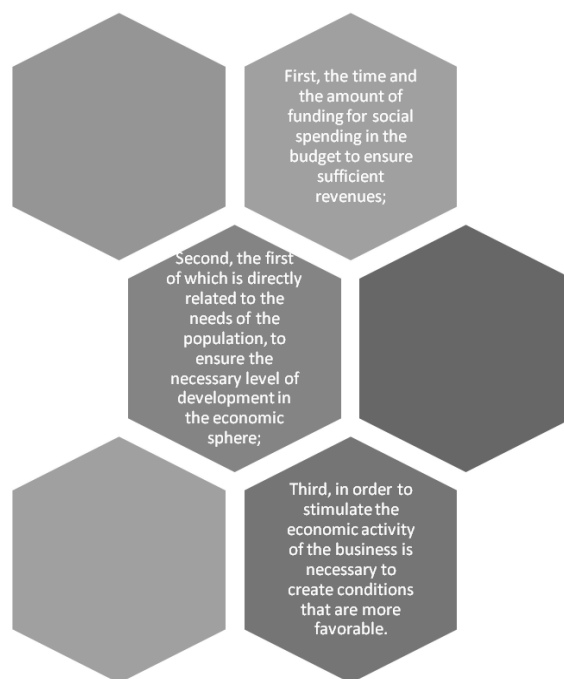 First, the time and
the amount of
funding for social
spending in the
budget to ensure
sufficient
revenues;
Second, the first
of which is directly
related to the
needs of the
population, to
ensure the
necessary level of
development in
the economic
sphere;
Third, in order to
stimulate the
economic activity
of the business is
necessary to
create conditions
that are more
favorable.